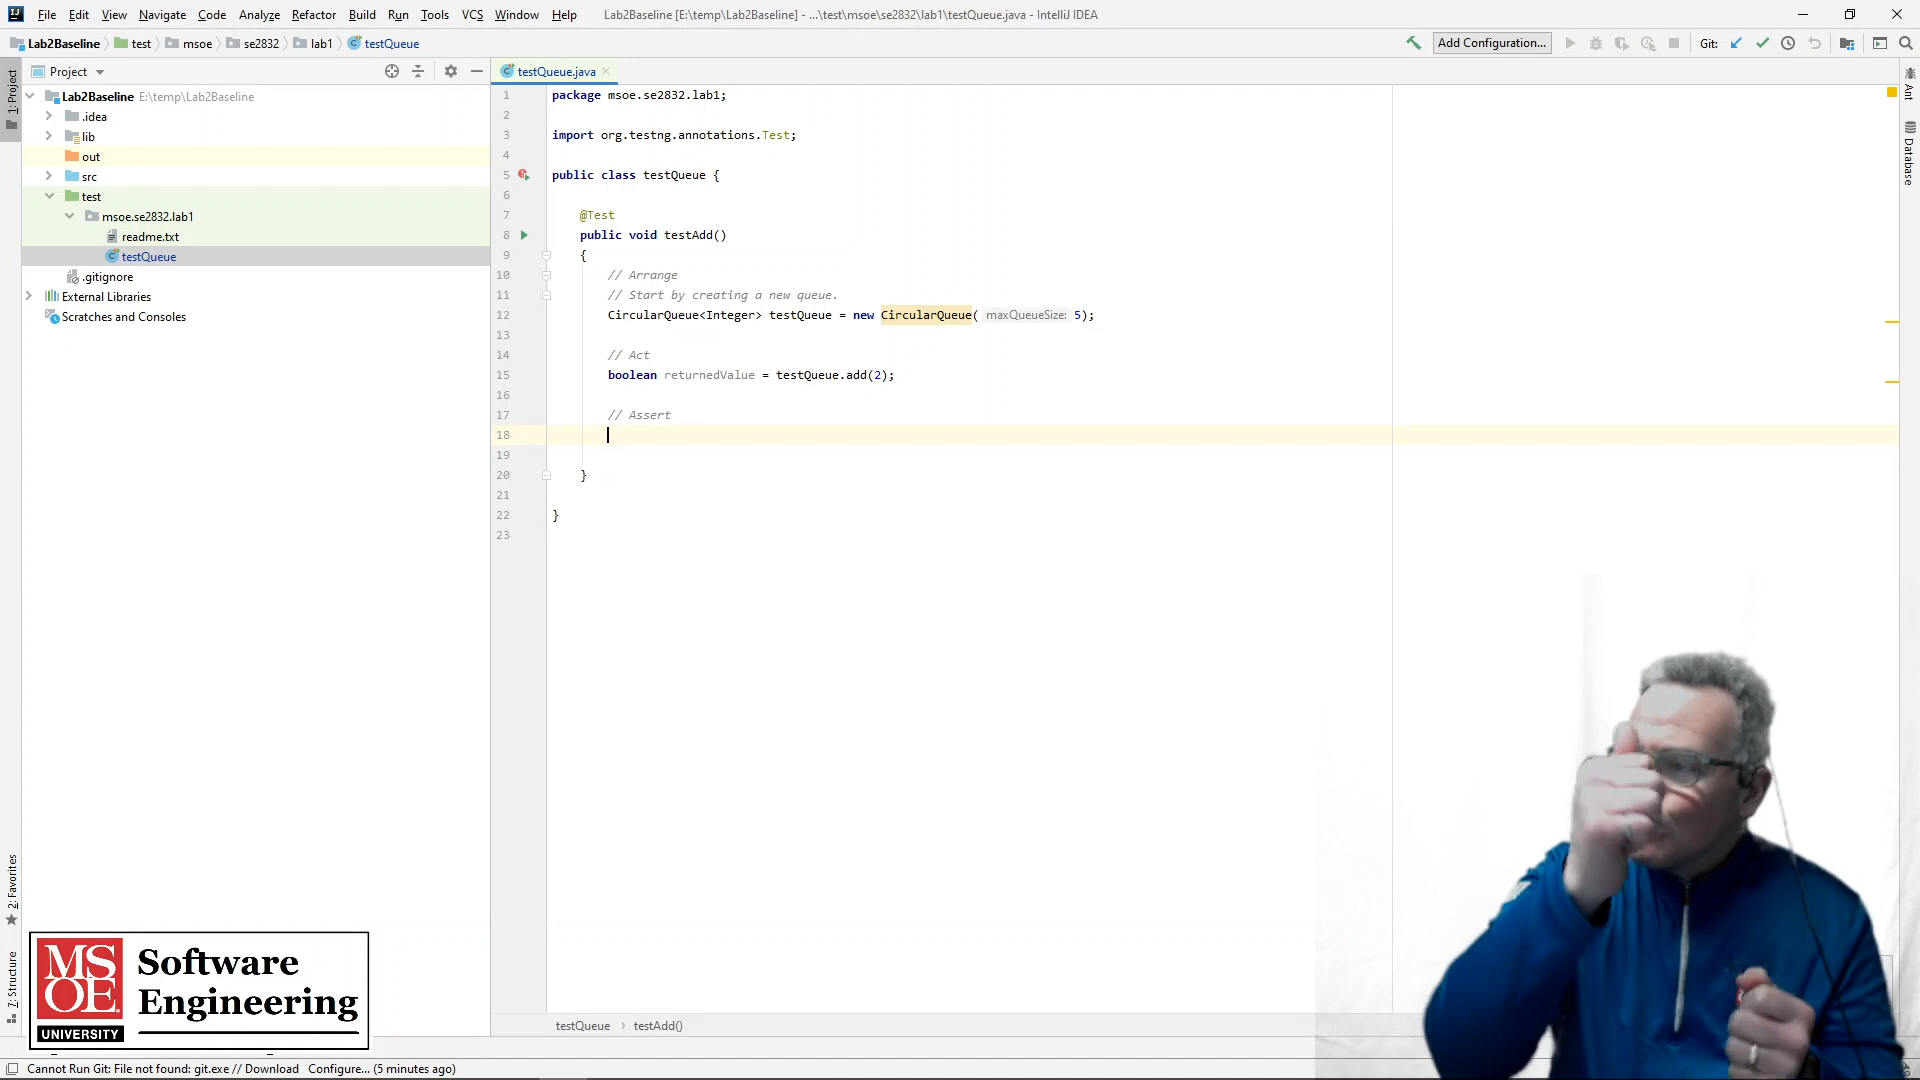 File Edit View Navigate Code Analyze Refactor Build Run Tools VCS Window Help Lab2Baseline [E:\temp\Lab2Baseline] - ...\test\msoe\se2832\lab1\testQueue.java - IntelliJ IDEA
Lab2Baseline test msoe se2832 lab1 testQueue Add Configuration... Git:
Project
testQueue.java
1: Project
Lab2Baseline E:\temp\Lab2Baseline
.idea
lib
out
src
test
msoe.se2832.lab1
readme.txt
testQueue
.gitignore
External Libraries
Scratches and Consoles
1 package msoe.se2832.lab1;
2
3 import org.testng.annotations.Test;
4
5 public class testQueue {
6
7 @Test
8 public void testAdd()
9 {
10 // Arrange
11 // Start by creating a new queue.
12 CircularQueue<Integer> testQueue = new CircularQueue( maxQueueSize: 5);
13
14 // Act
15 boolean returnedValue = testQueue.add(2);
16
17 // Assert
18
19
20 }
21
22 }
23
Ant
Database
2: Favorites
7: Structure
MS
OE
UNIVERSITY
Software
Engineering
testQueue testAdd()
Cannot Run Git: File not found: git.exe // Download Configure... (5 minutes ago)